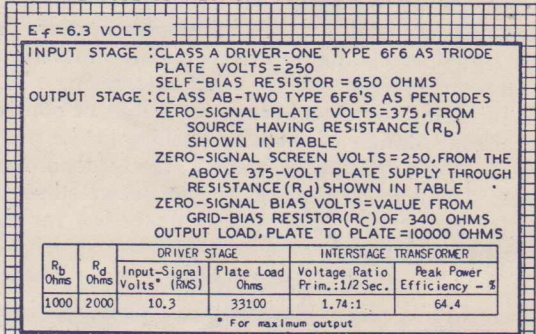 Ef=6.3 VOLTS
INPUT STAGE : CLASS A DRIVER-ONE TYPE 6F6 AS TRIODE
PLATE VOLTS = 250
SELF-BIAS RESISTOR = 650 OHMS
OUTPUT STAGE : CLASS AB-TWO TYPE 6F6'S AS PENTODES
ZERO-SIGNAL PLATE VOLTS=375, FROM
SOURCE HAVING RESISTANCE (Rb)
SHOWN IN TABLE
ZERO-SIGNAL SCREEN VOLTS=250, FROM THE
ABOVE 375-VOLT PLATE SUPPLY THROUGH
RESISTANCE (Rd) SHOWN IN TABLE
ZERO-SIGNAL BIAS VOLTS=VALUE FROM
GRID-BIAS RESISTOR(RC) OF 340 OHMS
OUTPUT LOAD, PLATE TO PLATE =10000 OHMS
Rb Ohms Rd Ohms DRIVER STAGE INTERSTAGE TRANSFORMER
Input-Signal Plate Load Voltage Ratio Peak Power
Volts* (RMS) Ohms Prim.:1/2 Sec. Efficiency - %
1000 2000 10.3 33100 1.74:1 64.4
* For maximum output